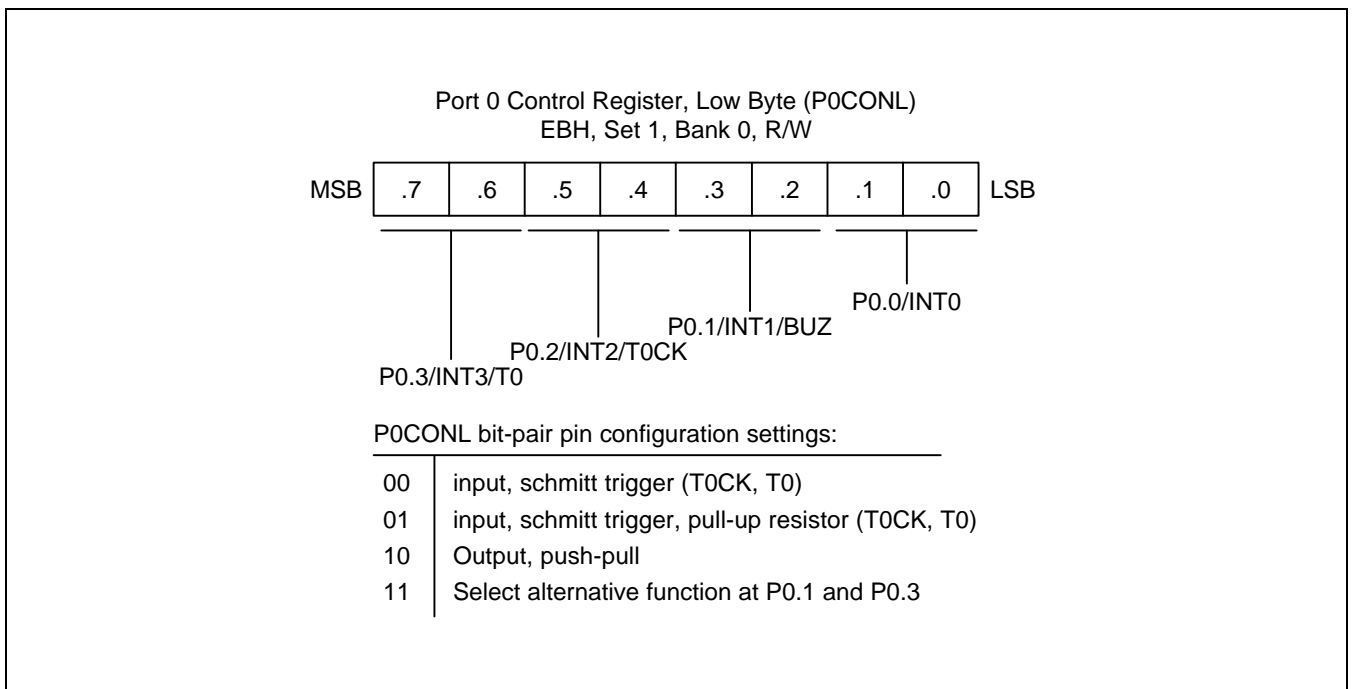 Port 0 Control Register, Low Byte (P0CONL)
EBH, Set 1, Bank 0, R/W
MSB .7 .6 .5 .4 .3 .2 .1 .0 LSB
P0.0/INT0
P0.1/INT1/BUZ
P0.2/INT2/T0CK
P0.3/INT3/T0
P0CONL bit-pair pin configuration settings:
00 input, schmitt trigger (T0CK, T0)
01 input, schmitt trigger, pull-up resistor (T0CK, T0)
10 Output, push-pull
11 Select alternative function at P0.1 and P0.3